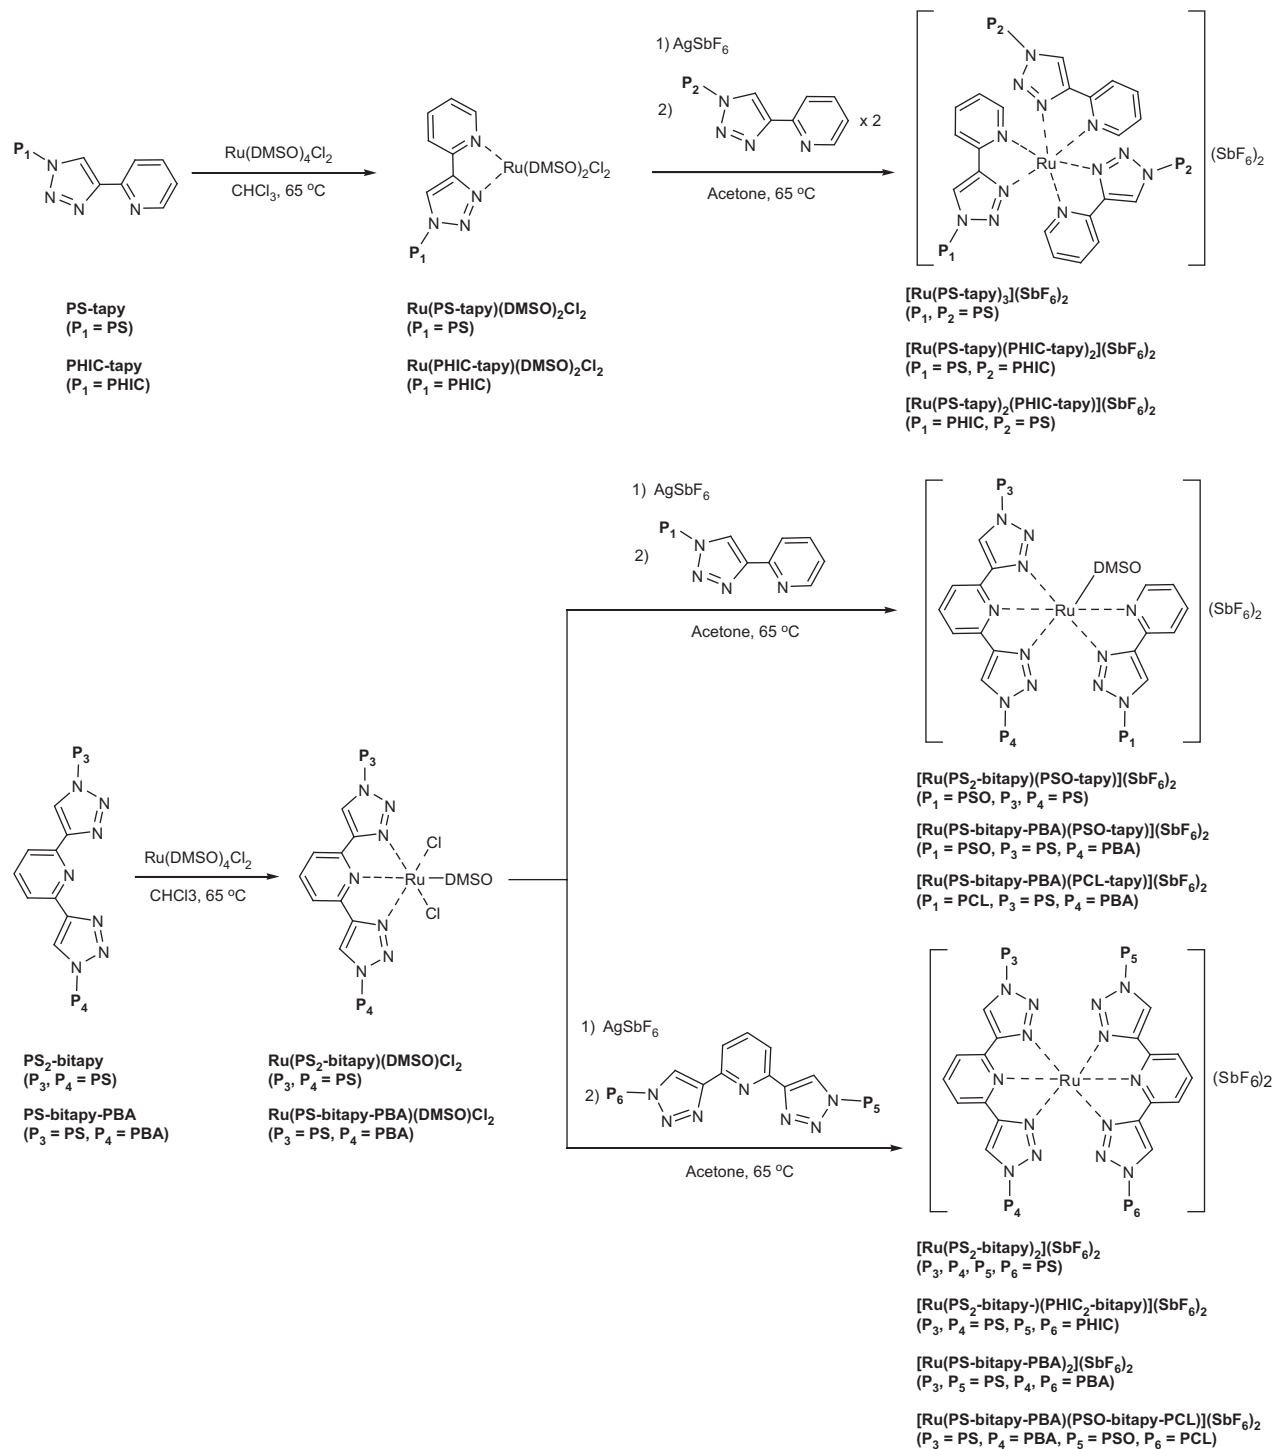 1) AgSbF6
2) P2 N N N N x 2
P1 N N N N
Ru(DMSO)4Cl2
CHCl3, 65 oC
N Ru(DMSO)2Cl2
N N N
P1
Acetone, 65 oC
P2
N N N N
N N N P1
Ru
N N N P2
N
(SbF6)2
PS-tapy
(P1 = PS)
PHIC-tapy
(P1 = PHIC)
Ru(PS-tapy)(DMSO)2Cl2
(P1 = PS)
Ru(PHIC-tapy)(DMSO)2Cl2
(P1 = PHIC)
[Ru(PS-tapy)3](SbF6)2
(P1, P2 = PS)
[Ru(PS-tapy)(PHIC-tapy)2](SbF6)2
(P1 = PS, P2 = PHIC)
[Ru(PS-tapy)2(PHIC-tapy)](SbF6)2
(P1 = PHIC, P2 = PS)
1) AgSbF6
2) P1 N N N N
Acetone, 65 oC
P3
N N N
DMSO
N Ru N
N N N
N N N
P4 P1
(SbF6)2
[Ru(PS2-bitapy)(PSO-tapy)](SbF6)2
(P1 = PSO, P3, P4 = PS)
[Ru(PS-bitapy-PBA)(PSO-tapy)](SbF6)2
(P1 = PSO, P3 = PS, P4 = PBA)
[Ru(PS-bitapy-PBA)(PCL-tapy)](SbF6)2
(P1 = PCL, P3 = PS, P4 = PBA)
P3
N N N
N
N N N
P4
Ru(DMSO)4Cl2
CHCl3, 65 oC
P3
N N N
Cl
N Ru DMSO
Cl
N N N
P4
PS2-bitapy
(P3, P4 = PS)
PS-bitapy-PBA
(P3 = PS, P4 = PBA)
Ru(PS2-bitapy)(DMSO)Cl2
(P3, P4 = PS)
Ru(PS-bitapy-PBA)(DMSO)Cl2
(P3 = PS, P4 = PBA)
1) AgSbF6
2) P6 N N N N N N N P5
Acetone, 65 oC
P3 P5
N N N N N N
N Ru N
N N N N N N
P4 P6
(SbF6)2
[Ru(PS2-bitapy)2](SbF6)2
(P3, P4, P5, P6 = PS)
[Ru(PS2-bitapy-)(PHIC2-bitapy)](SbF6)2
(P3, P4 = PS, P5, P6 = PHIC)
[Ru(PS-bitapy-PBA)2](SbF6)2
(P3, P5 = PS, P4, P6 = PBA)
[Ru(PS-bitapy-PBA)(PSO-bitapy-PCL)](SbF6)2
(P3 = PS, P4 = PBA, P5 = PSO, P6 = PCL)